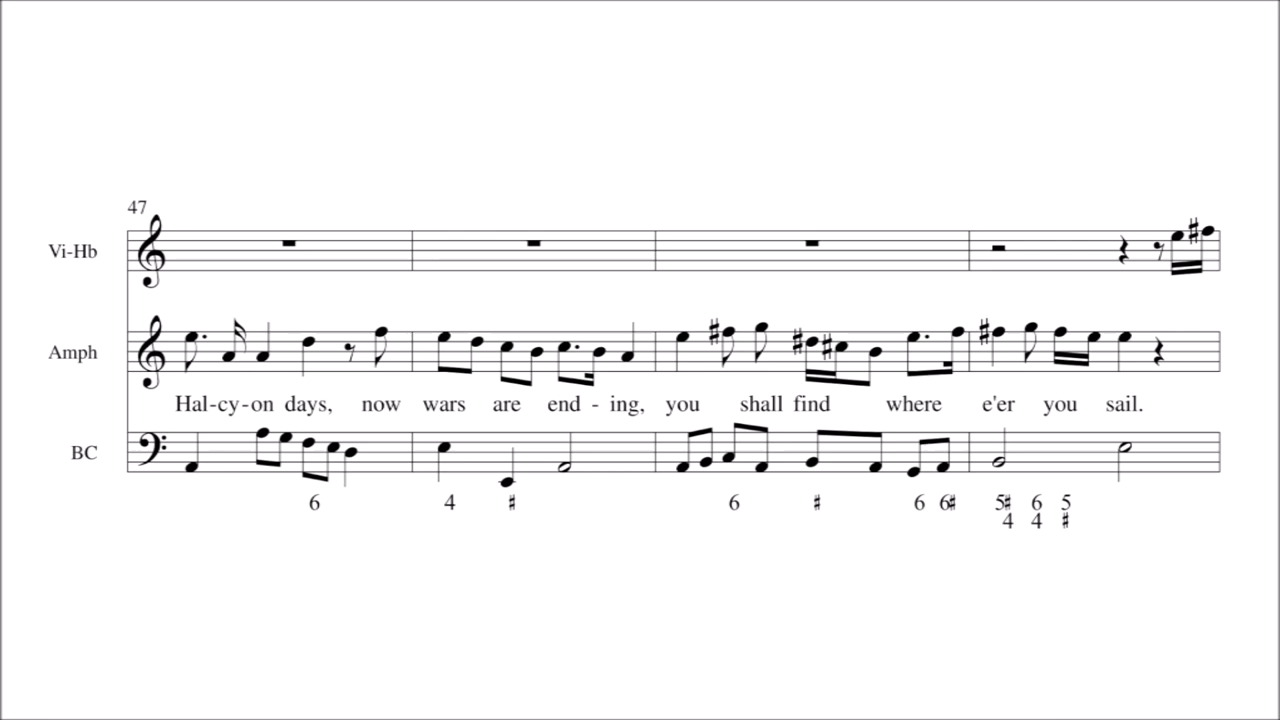 47
Vi-Hb
Amph
Hal-cy-on days, now wars are end - ing, you shall find where e'er you sail.
BC
6 4 ♯ 6 ♯ 6 6♯ 5♯ 6 5
4 4 ♯